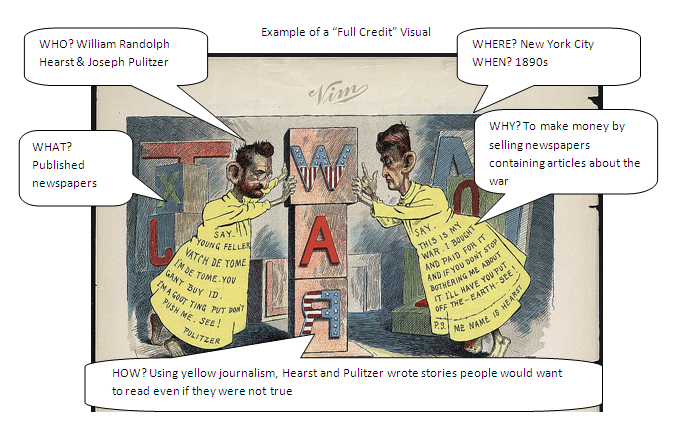 Example of a “Full Credit” Visual
WHO? William Randolph
Hearst & Joseph Pulitzer
WHERE? New York City
WHEN? 1890s
Vim
WHAT?
Published
newspapers
WHY? To make money by
selling newspapers
containing articles about the
war
W
A
R
SAY.
YOUNG FELLER
VATCH DE TOME.
I'M DE TOME. YOU
GANT BUY ID.
I'M A GOOT TING PUT DON'T
PUSH ME. SEE!
PULITZER
SAY.
THIS IS MY
WAR. I BOUGHT
AND PAID FOR IT
AND IF YOU DON'T STOP
BOTHERING ME ABOUT
IT I'LL HAVE YOU PUT
OFF THE-EARTH-SEE!
P.S. ME NAME IS HEARST
HOW? Using yellow journalism, Hearst and Pulitzer wrote stories people would want
to read even if they were not true